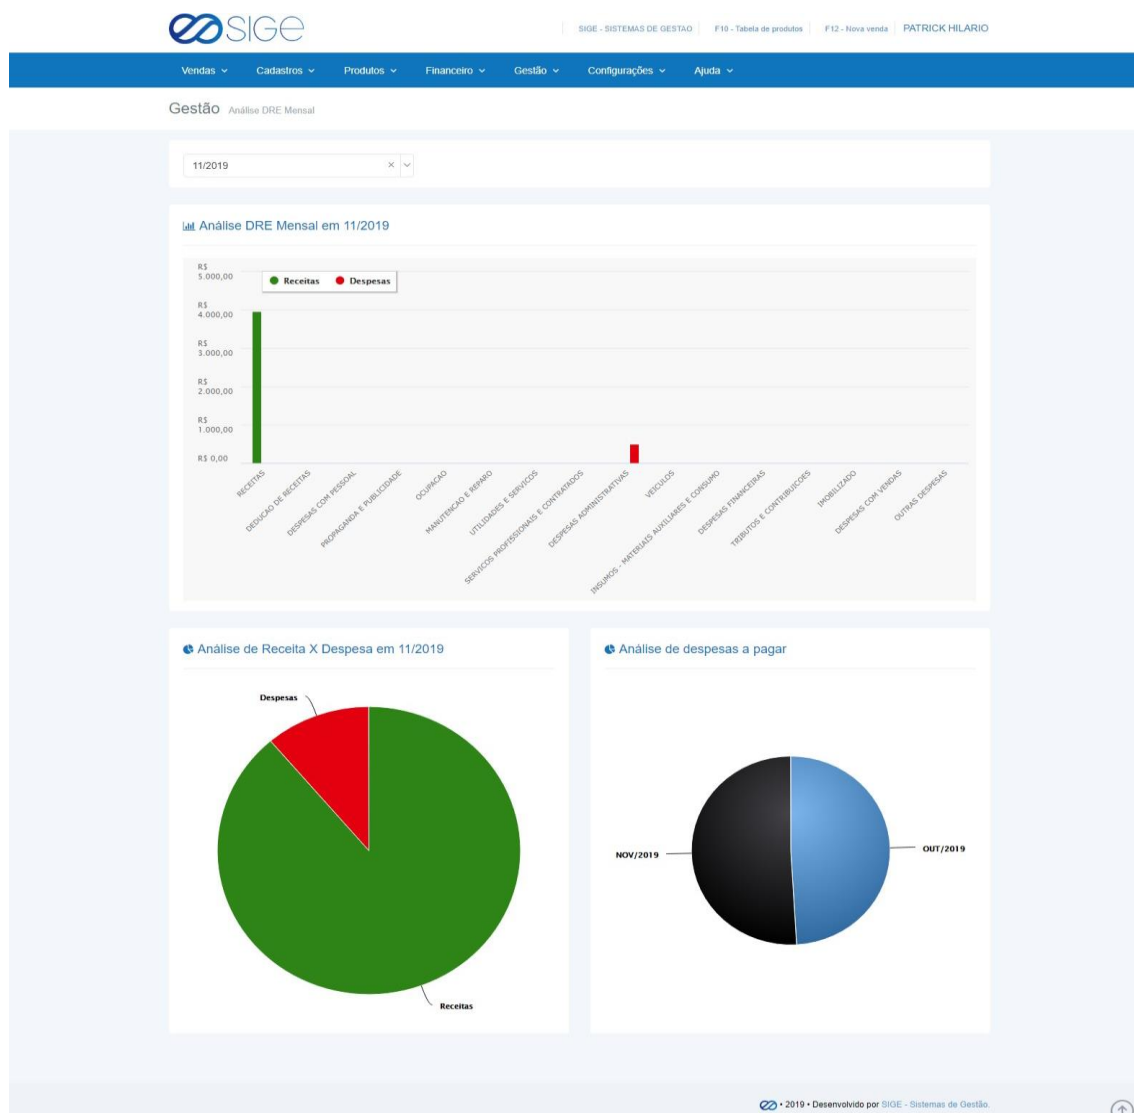 SIGE
SIGE - SISTEMAS DE GESTAO F10 - Tabela de produtos F12 - Nova venda PATRICK HILARIO
Vendas Cadastros Produtos Financeiro Gestão Configurações Ajuda
Gestão Análise DRE Mensal
11/2019
Análise DRE Mensal em 11/2019
R$
5.000,00
Receitas Despesas
R$
4.000,00
R$
3.000,00
R$
2.000,00
R$
1.000,00
R$ 0,00
RECEITAS
DEDUCAO DE RECEITAS
DESPESAS COM PESSOAL
PROPAGANDA E PUBLICIDADE
OCUPACAO
MANUTENCAO E REPARO
UTILIDADES E SERVICOS
SERVICOS PROFISSIONAIS E CONTRATADOS
DESPESAS ADMINISTRATIVAS
VEICULOS
INSUMOS - MATERIAIS AUXILIARES E CONSUMO
DESPESAS FINANCEIRAS
TRIBUTOS E CONTRIBUICOES
IMOBILIZADO
DESPESAS COM VENDAS
OUTRAS DESPESAS
Análise de Receita X Despesa em 11/2019
Despesas
Receitas
Análise de despesas a pagar
NOV/2019
OUT/2019
• 2019 • Desenvolvido por SIGE - Sistemas de Gestão.